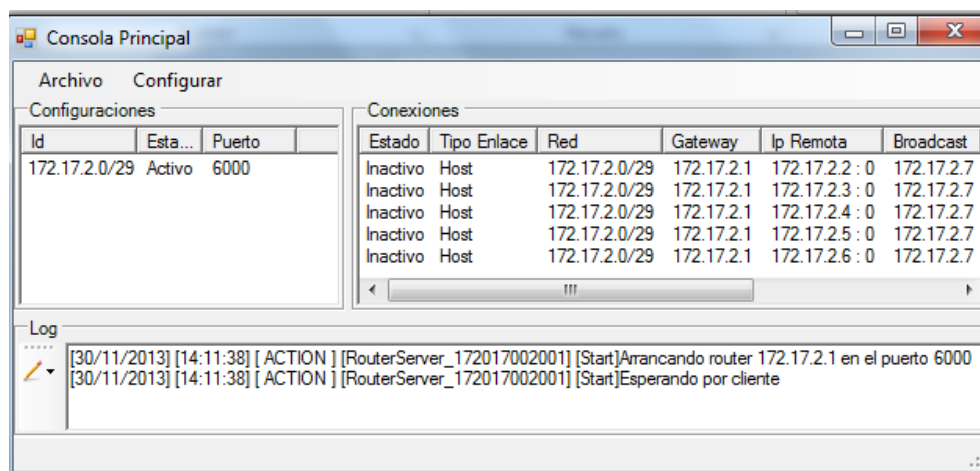 Consola Principal
Archivo Configurar
Configuraciones
Id Esta... Puerto
172.17.2.0/29 Activo 6000
Conexiones
Estado Tipo Enlace Red Gateway Ip Remota Broadcast
Inactivo Host 172.17.2.0/29 172.17.2.1 172.17.2.2 : 0 172.17.2.7
Inactivo Host 172.17.2.0/29 172.17.2.1 172.17.2.3 : 0 172.17.2.7
Inactivo Host 172.17.2.0/29 172.17.2.1 172.17.2.4 : 0 172.17.2.7
Inactivo Host 172.17.2.0/29 172.17.2.1 172.17.2.5 : 0 172.17.2.7
Inactivo Host 172.17.2.0/29 172.17.2.1 172.17.2.6 : 0 172.17.2.7
Log
[30/11/2013] [14:11:38] [ ACTION ] [RouterServer_172017002001] [Start]Arrancando router 172.17.2.1 en el puerto 6000
[30/11/2013] [14:11:38] [ ACTION ] [RouterServer_172017002001] [Start]Esperando por cliente